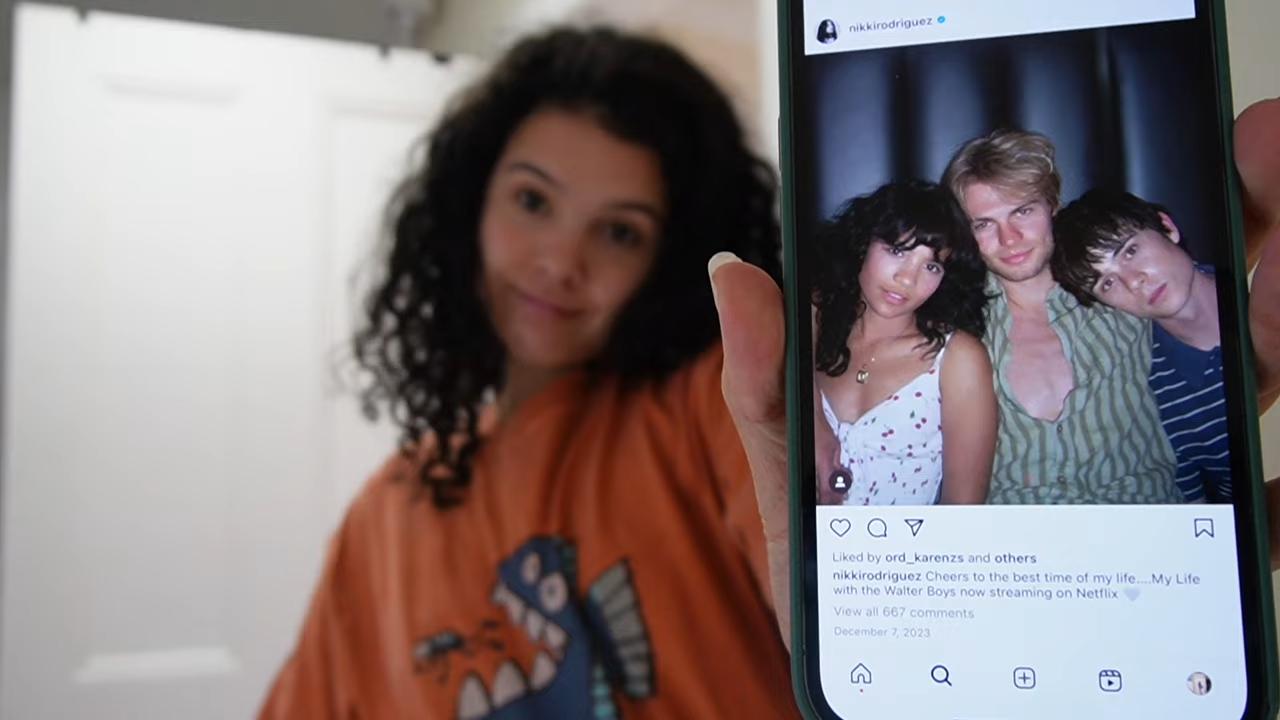 nikkirodriguez
Liked by ord_karenzs and others
nikkirodriguez Cheers to the best time of my life....My Life
with the Walter Boys now streaming on Netflix 🤍
View all 667 comments
December 7, 2023